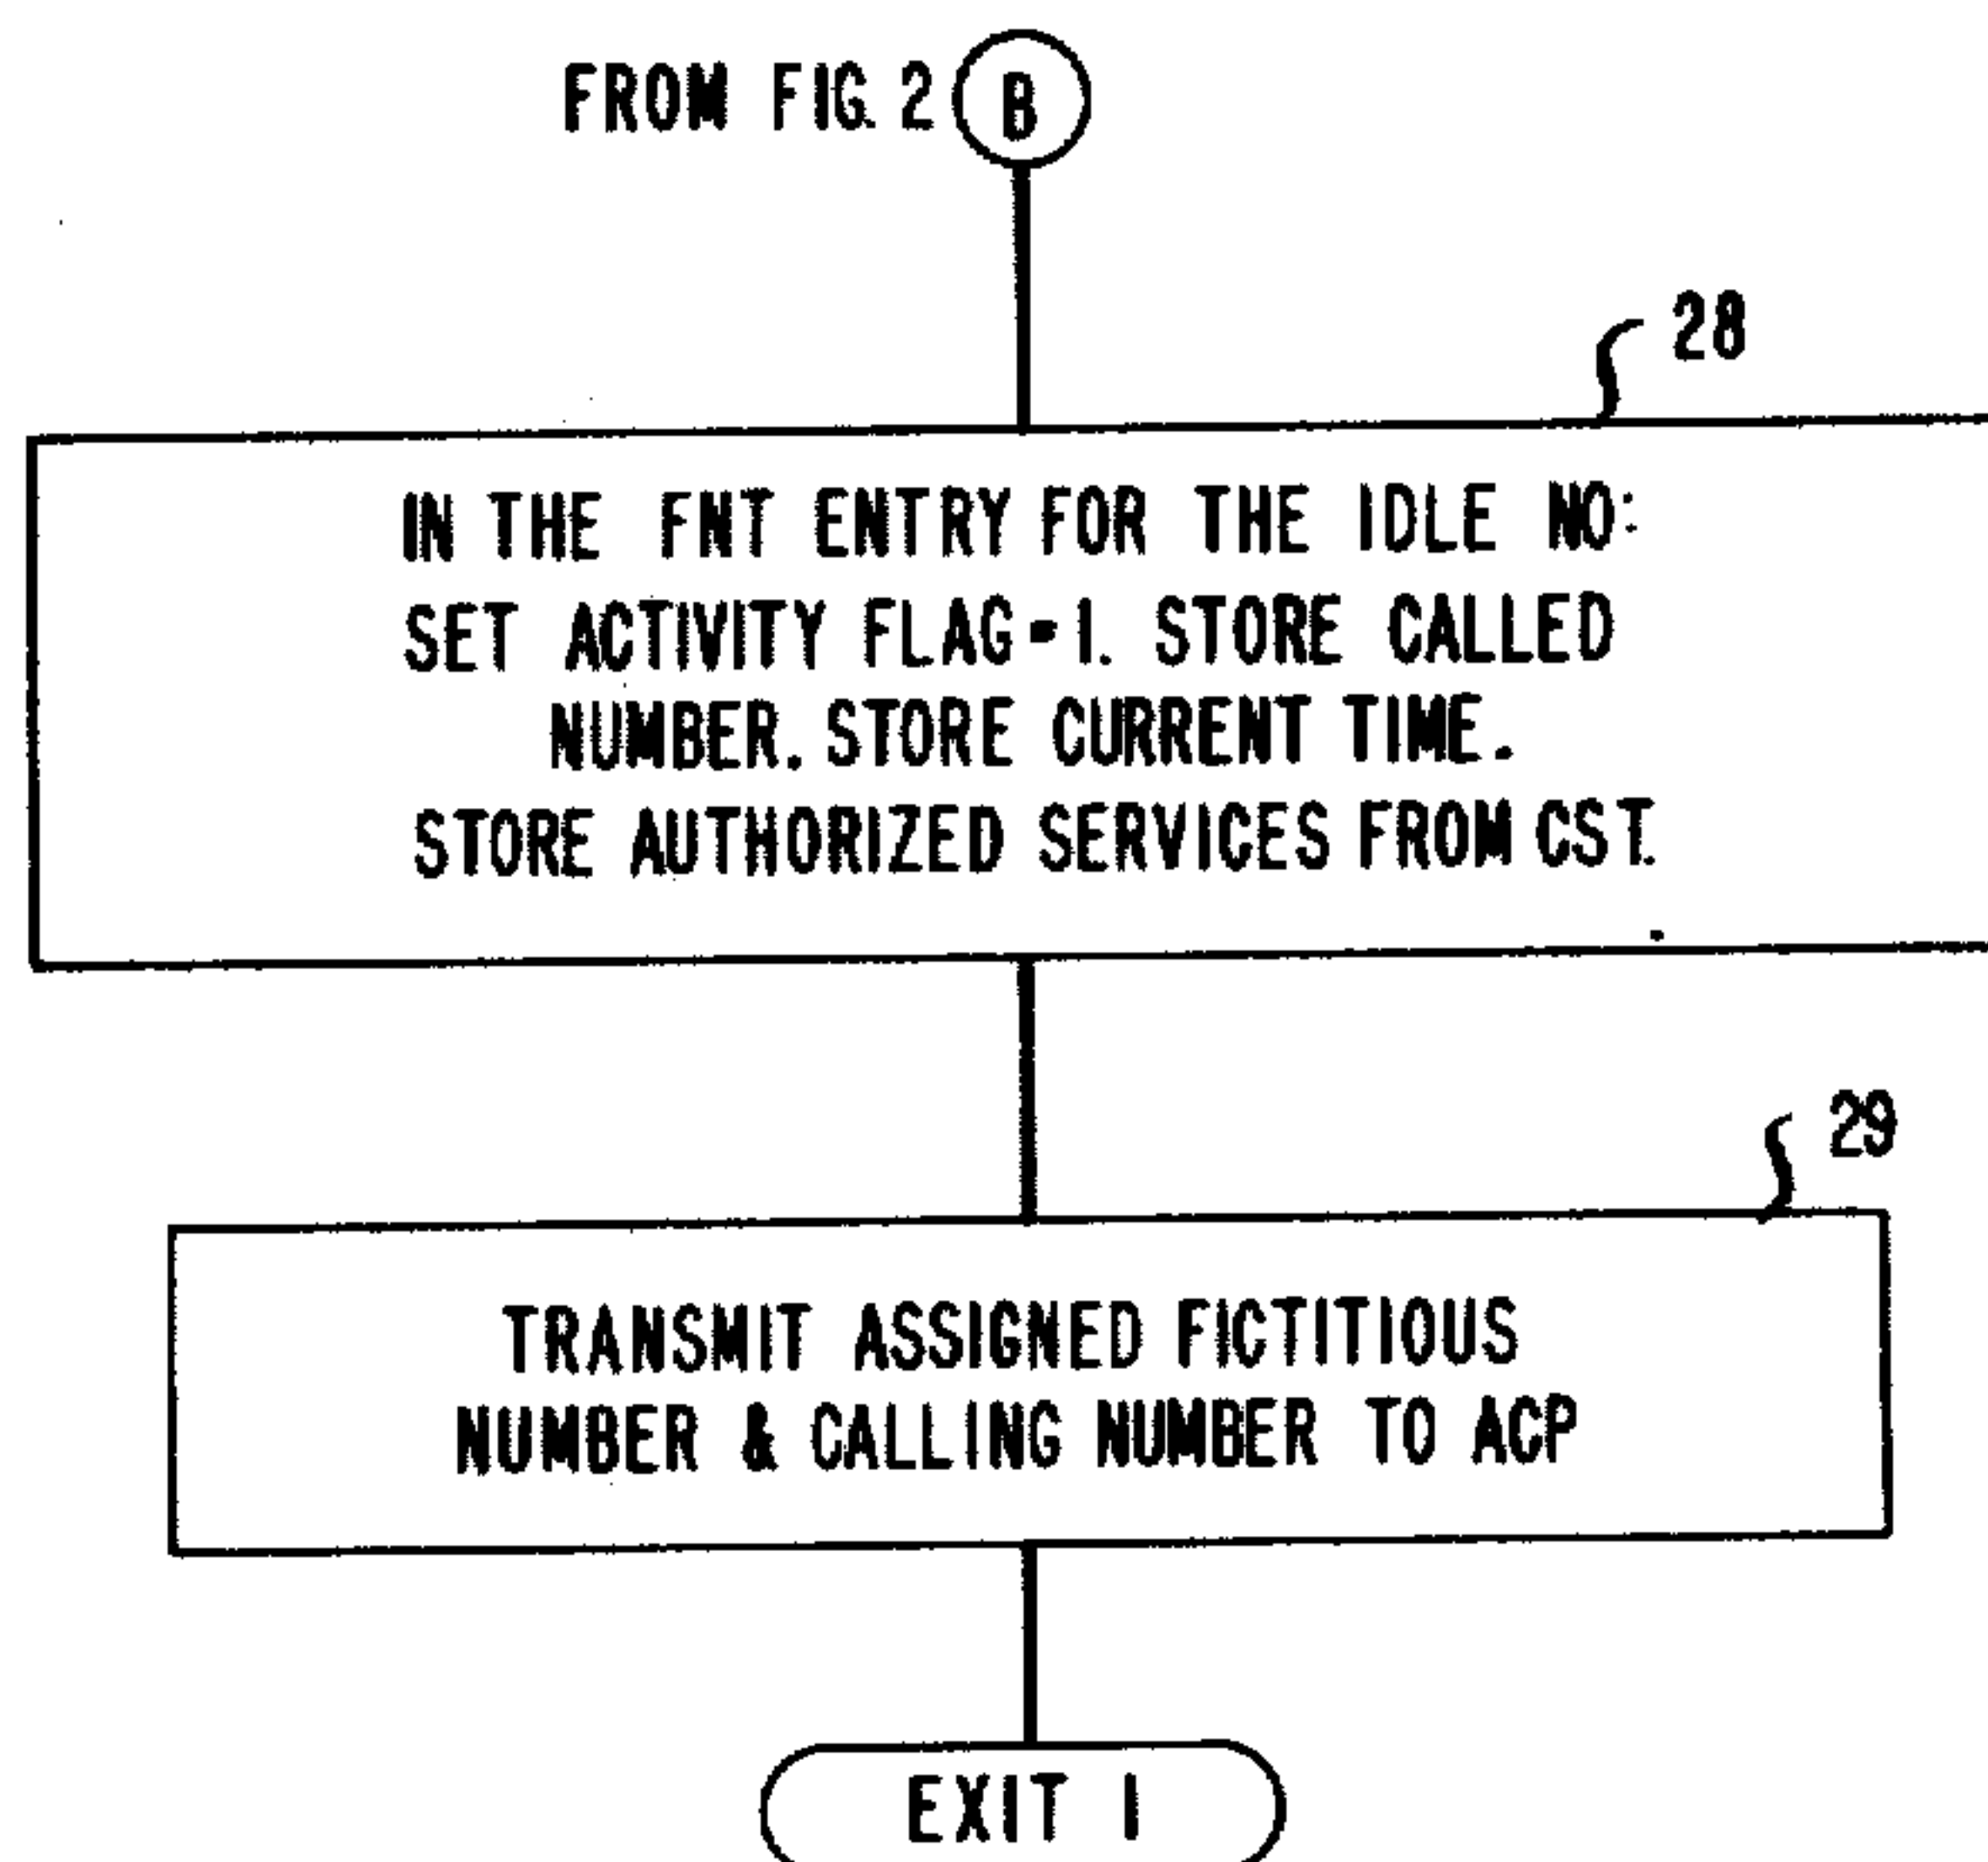 FROM FIG. 2 B
28
IN THE FNT ENTRY FOR THE IDLE NO:
SET ACTIVITY FLAG=1. STORE CALLED
NUMBER. STORE CURRENT TIME.
STORE AUTHORIZED SERVICES FROM CST.
29
TRANSMIT ASSIGNED FICTITIOUS
NUMBER & CALLING NUMBER TO ACP
EXIT 1